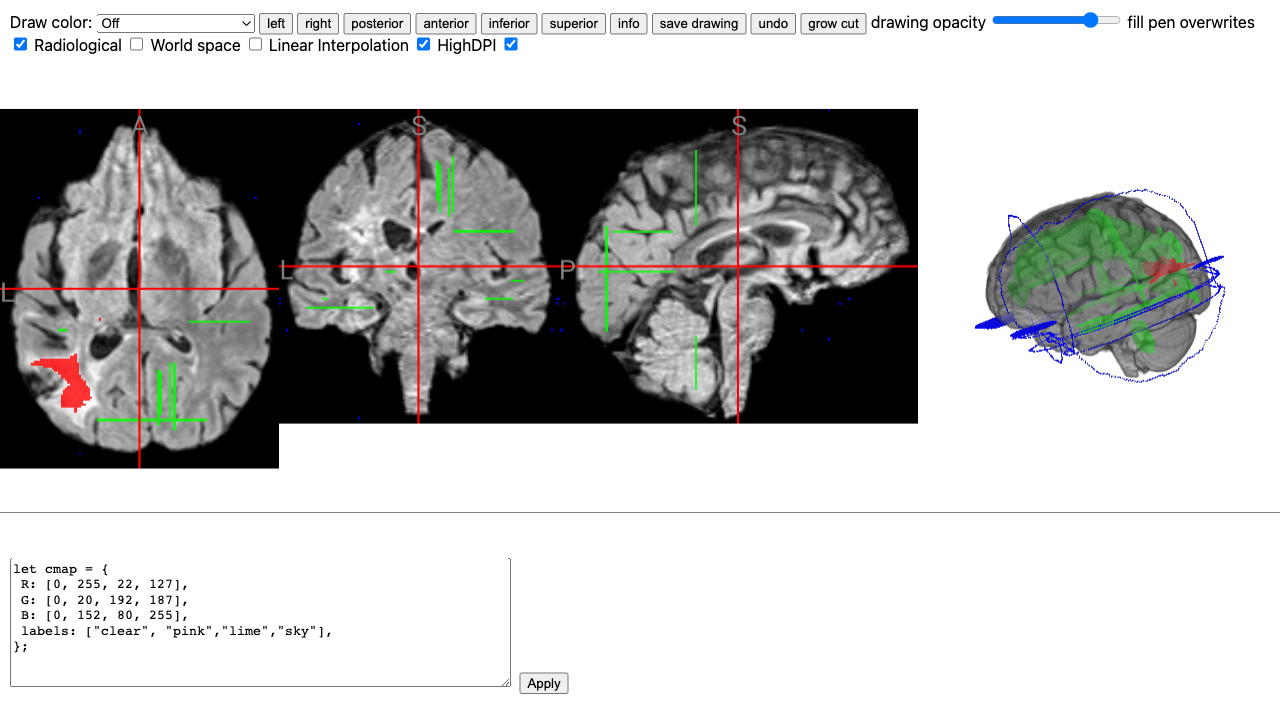 Draw color: Off left right posterior anterior inferior superior info save drawing undo grow cut drawing opacity fill pen overwrites
Radiological World space Linear Interpolation HighDPI
A S S
L L P
let cmap = {
R: [0, 255, 22, 127],
G: [0, 20, 192, 187],
B: [0, 152, 80, 255],
labels: ["clear", "pink","lime","sky"],
};
Apply